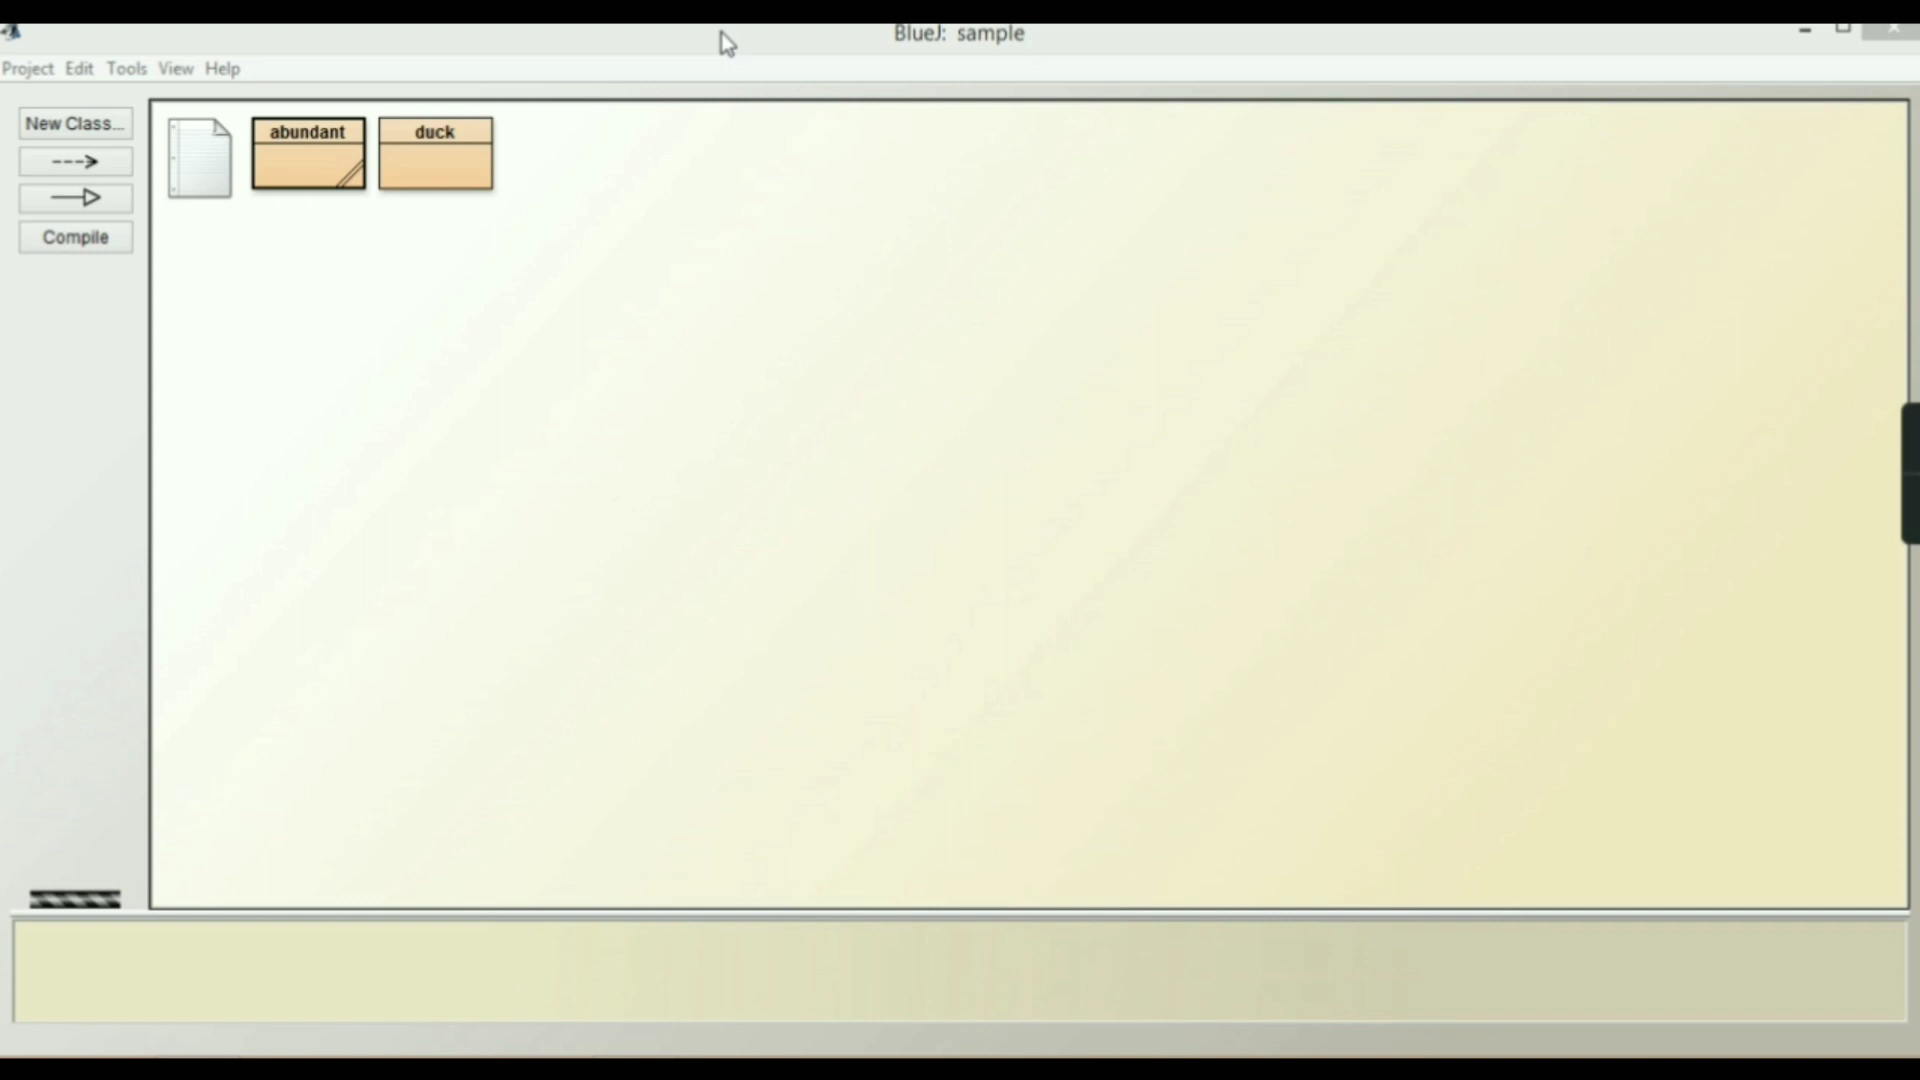 BlueJ: sample
Project Edit Tools View Help
New Class...
abundant
duck
Compile